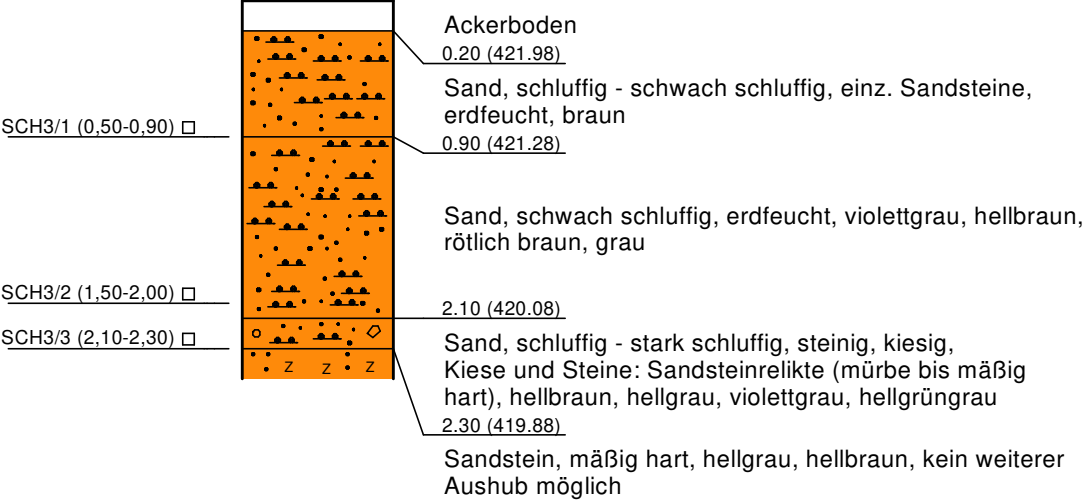 Ackerboden
0.20 (421.98)
Sand, schluffig - schwach schluffig, einz. Sandsteine,
erdfeucht, braun
SCH3/1 (0,50-0,90)
0.90 (421.28)
Sand, schwach schluffig, erdfeucht, violettgrau, hellbraun,
rötlich braun, grau
SCH3/2 (1,50-2,00)
2.10 (420.08)
SCH3/3 (2,10-2,30)
Sand, schluffig - stark schluffig, steinig, kiesig,
Kiese und Steine: Sandsteinrelikte (mürbe bis mäßig
hart), hellbraun, hellgrau, violettgrau, hellgrüngrau
Z Z Z
2.30 (419.88)
Sandstein, mäßig hart, hellgrau, hellbraun, kein weiterer
Aushub möglich